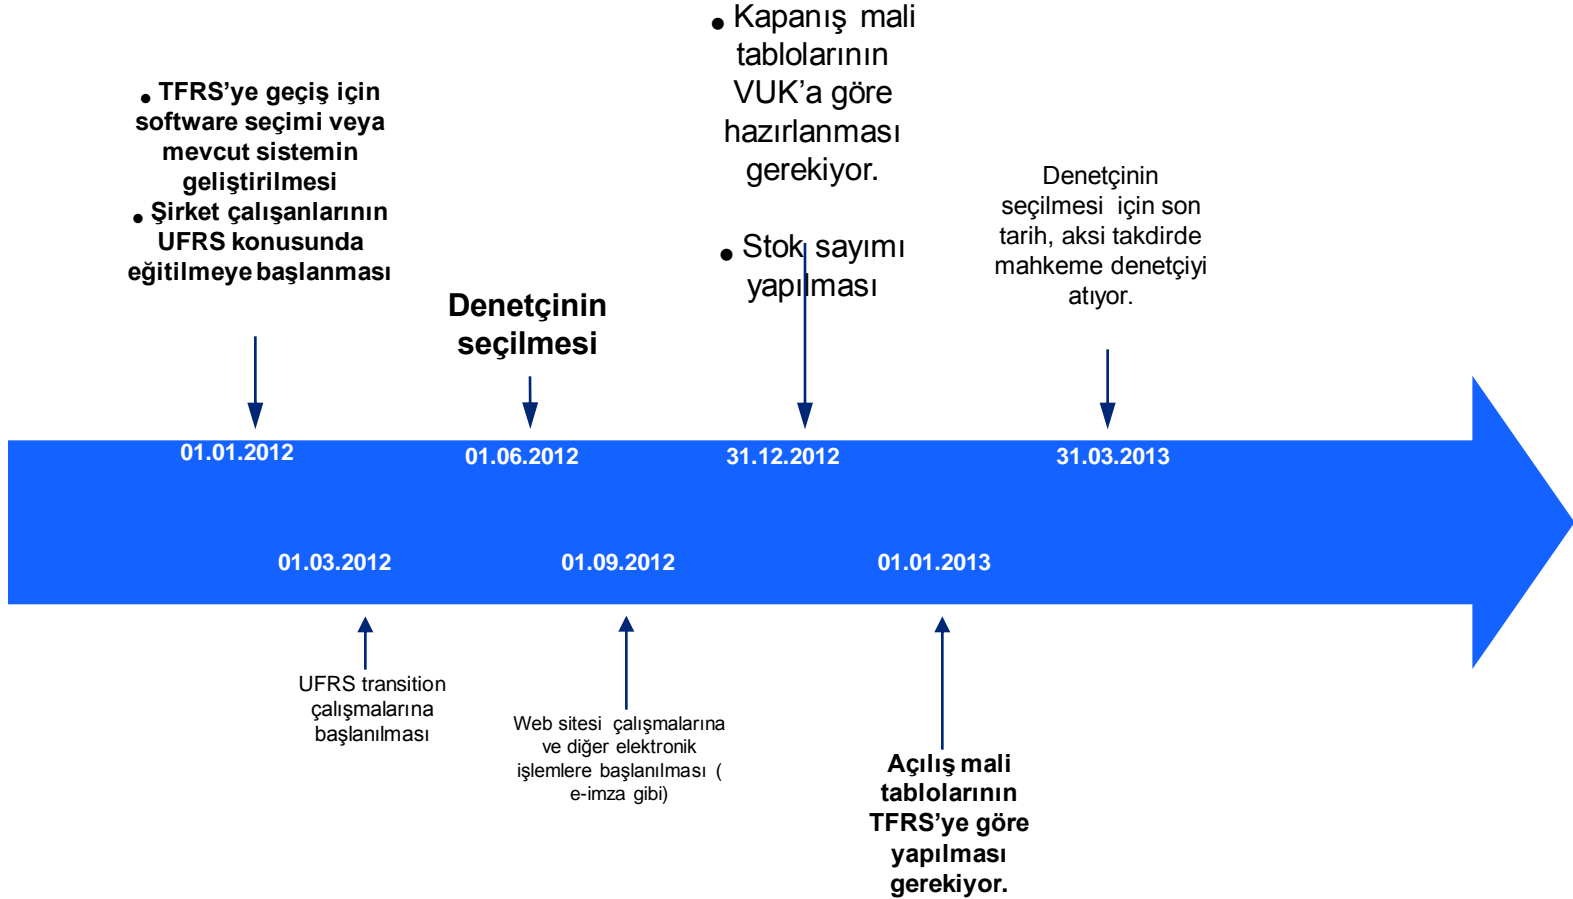 • Kapanış mali
tablolarının
VUK’a göre
hazırlanması
gerekiyor.
• Stok sayımı
yapılması
• TFRS’ye geçiş için
software seçimi veya
mevcut sistemin
geliştirilmesi
• Şirket çalışanlarının
UFRS konusunda
eğitilmeye başlanması
Denetçinin
seçilmesi
Denetçinin
seçilmesi için son
tarih, aksi takdirde
mahkeme denetçiyi
atıyor.
01.01.2012
01.06.2012
31.12.2012
31.03.2013
01.03.2012
01.09.2012
01.01.2013
UFRS transition
çalışmalarına
başlanılması
Web sitesi çalışmalarına
ve diğer elektronik
işlemlere başlanılması (
e-imza gibi)
Açılış mali
tablolarının
TFRS’ye göre
yapılması
gerekiyor.